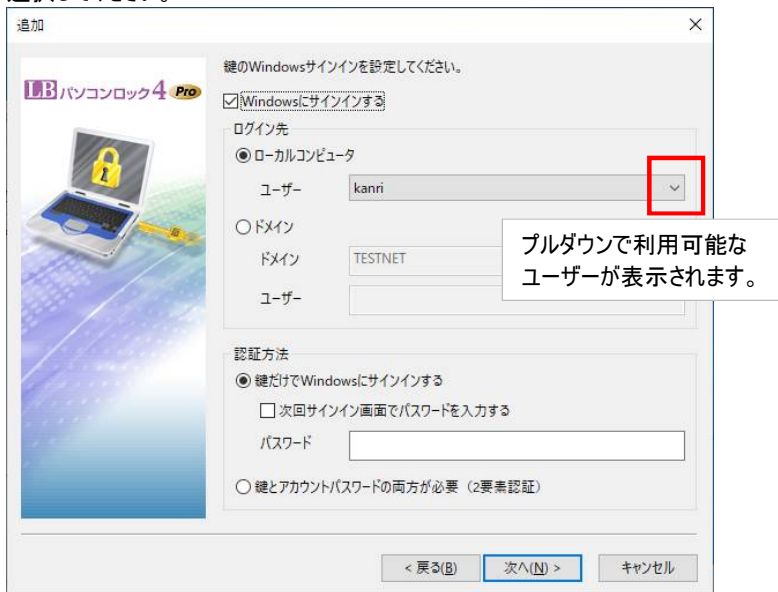 追加
鍵のWindowsサインインを設定してください。
LB パソコンロック4 Pro
Windowsにサインインする
ログイン先
ローカルコンピュータ
ユーザー kanri
ドメイン
プルダウンで利用可能な
ユーザーが表示されます。
ドメイン TESTNET
ユーザー
認証方法
鍵だけでWindowsにサインインする
次回サインイン画面でパスワードを入力する
パスワード
鍵とアカウントパスワードの両方が必要（2要素認証）
< 戻る(B) 次へ(N) > キャンセル